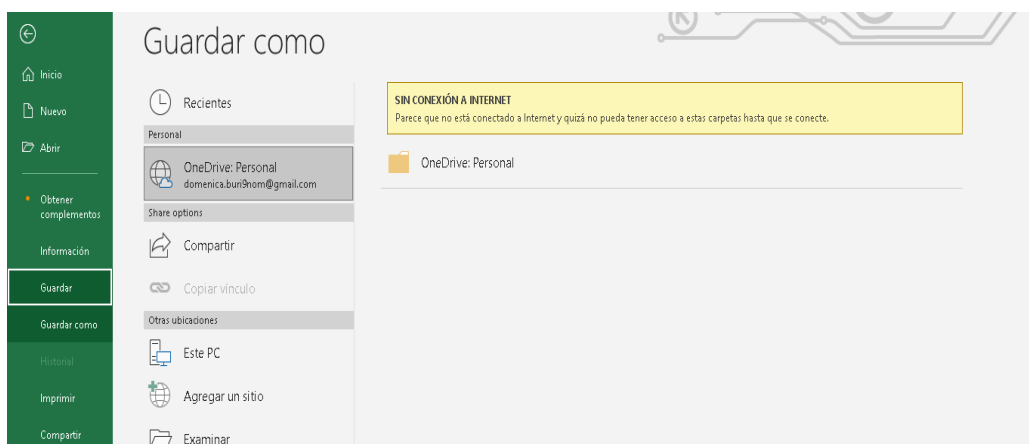 Guardar como
Inicio
Nuevo
Abrir
Obtener
complementos
Información
Guardar
Guardar como
Historial
Imprimir
Compartir
Recientes
Personal
OneDrive: Personal
domenica.buri9nom@gmail.com
Share options
Compartir
Copiar vínculo
Otras ubicaciones
Este PC
Agregar un sitio
Examinar
SIN CONEXIÓN A INTERNET
Parece que no está conectado a Internet y quizá no pueda tener acceso a estas carpetas hasta que se conecte.
OneDrive: Personal